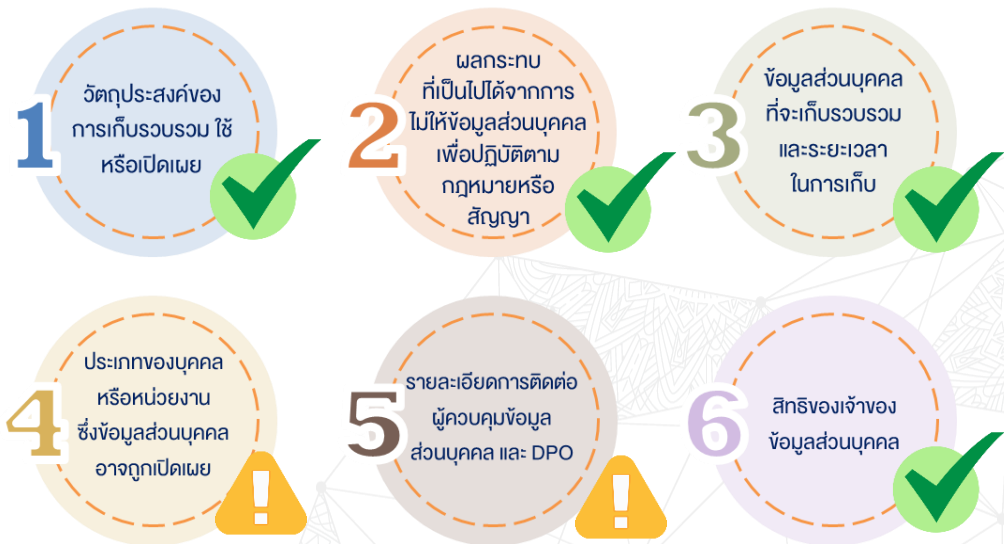 1
วัตถุประสงค์ของ
การเก็บรวบรวม ใช้
หรือเปิดเผย
2
ผลกระทบ
ที่เป็นไปได้จากการ
ไม่ให้ข้อมูลส่วนบุคคล
เพื่อปฏิบัติตาม
กฎหมายหรือ
สัญญา
3
ข้อมูลส่วนบุคคล
ที่จะเก็บรวบรวม
และระยะเวลา
ในการเก็บ
4
ประเภทของบุคคล
หรือหน่วยงาน
ซึ่งข้อมูลส่วนบุคคล
อาจถูกเปิดเผย
5
รายละเอียดการติดต่อ
ผู้ควบคุมข้อมูล
ส่วนบุคคล และ DPO
6
สิทธิของเจ้าของ
ข้อมูลส่วนบุคคล